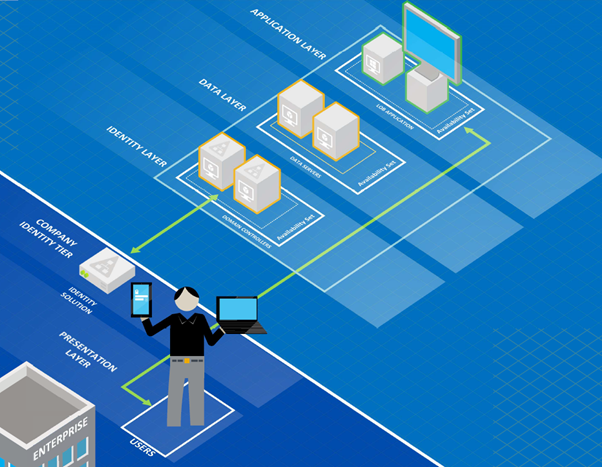 APPLICATION LAYER
LOB APPLICATION
Availability Set
DATA LAYER
DATA SERVERS
Availability Set
IDENTITY LAYER
DOMAIN CONTROLLERS
Availability Set
COMPANY
IDENTITY TIER
IDENTITY
SOLUTION
PRESENTATION
LAYER
USERS
ENTERPRISE